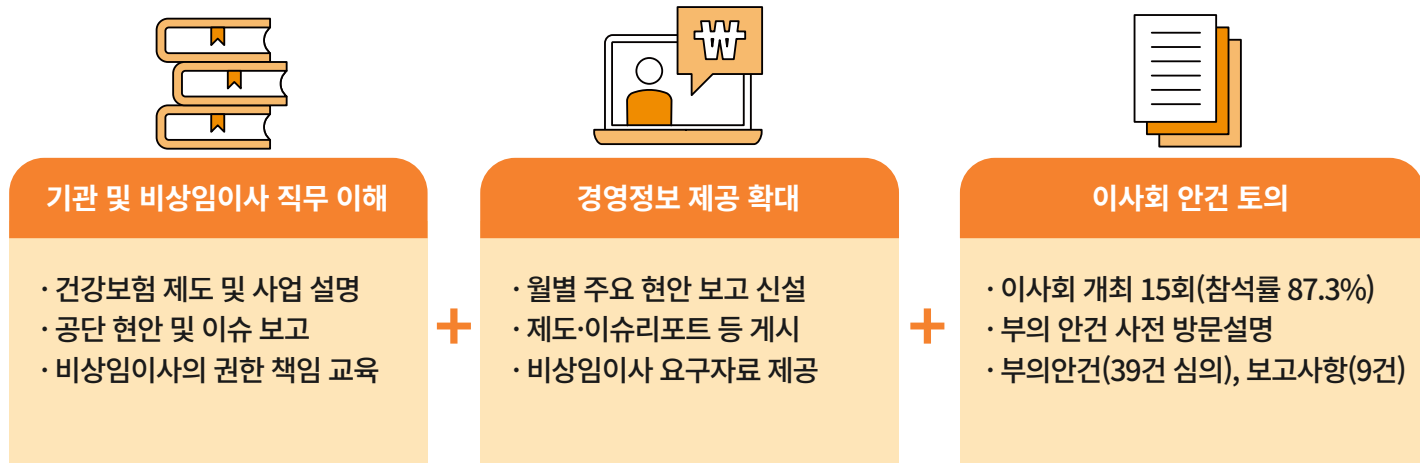 ₩
기관 및 비상임이사 직무 이해
· 건강보험 제도 및 사업 설명
· 공단 현안 및 이슈 보고
· 비상임이사의 권한 책임 교육
+
경영정보 제공 확대
· 월별 주요 현안 보고 신설
· 제도·이슈리포트 등 게시
· 비상임이사 요구자료 제공
+
이사회 안건 토의
· 이사회 개최 15회(참석률 87.3%)
· 부의 안건 사전 방문설명
· 부의안건(39건 심의), 보고사항(9건)